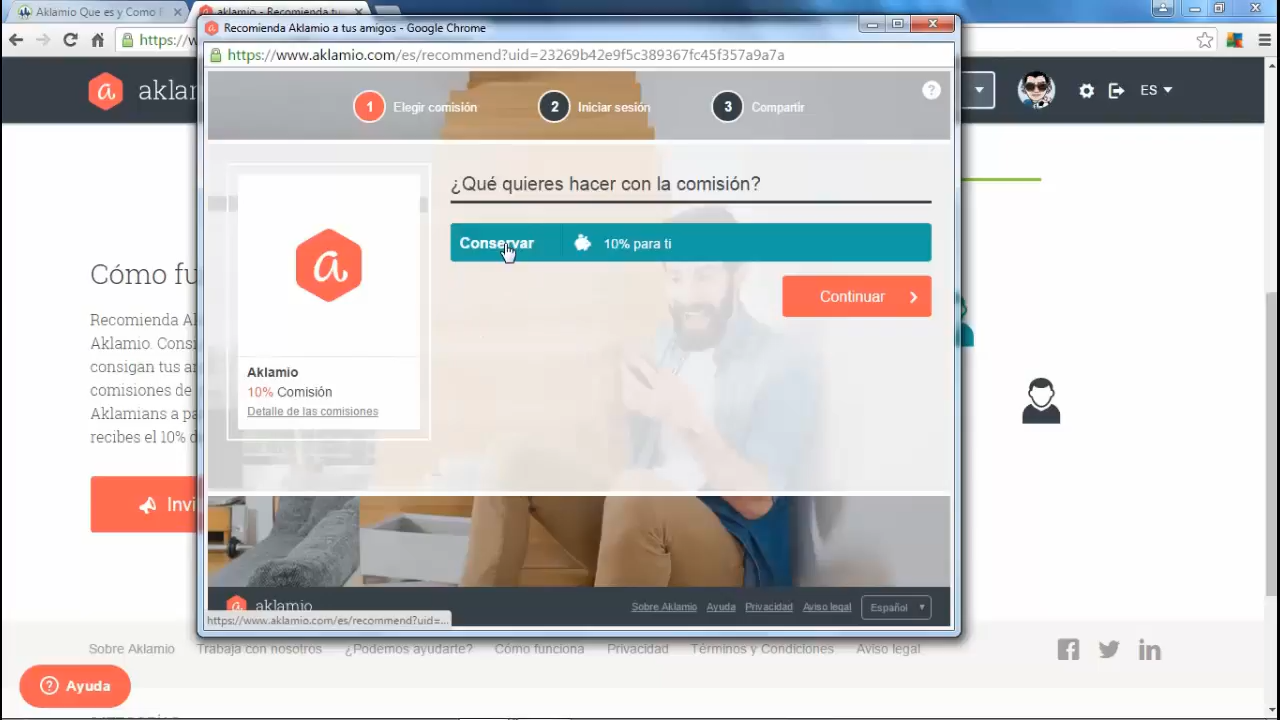 Aklamio Que es y Como
aklamio - Recomienda tu
Recomienda Aklamio a tus amigos - Google Chrome
https://w
https://www.aklamio.com/es/recommend?uid=23269b42e9f5c389367fc45f357a9a7a
a
ES
1 Elegir comisión
2 Iniciar sesión
3 Compartir
?
¿Qué quieres hacer con la comisión?
Conservar
10% para ti
Continuar
a
Aklamio
10% Comisión
Detalle de las comisiones
Cómo fu
Recomienda
Aklamio.
consigan tus
comisiones de
Aklamians a
recibes el 10%
aklamio
Sobre Aklamio
Ayuda
Privacidad
Aviso legal
Español
https://www.aklamio.com/es/recommend?uid=...
Sobre Aklamio
Trabaja con nosotros
¿Podemos ayudarte?
Cómo funciona
Privacidad
Términos y Condiciones
Aviso legal
? Ayuda